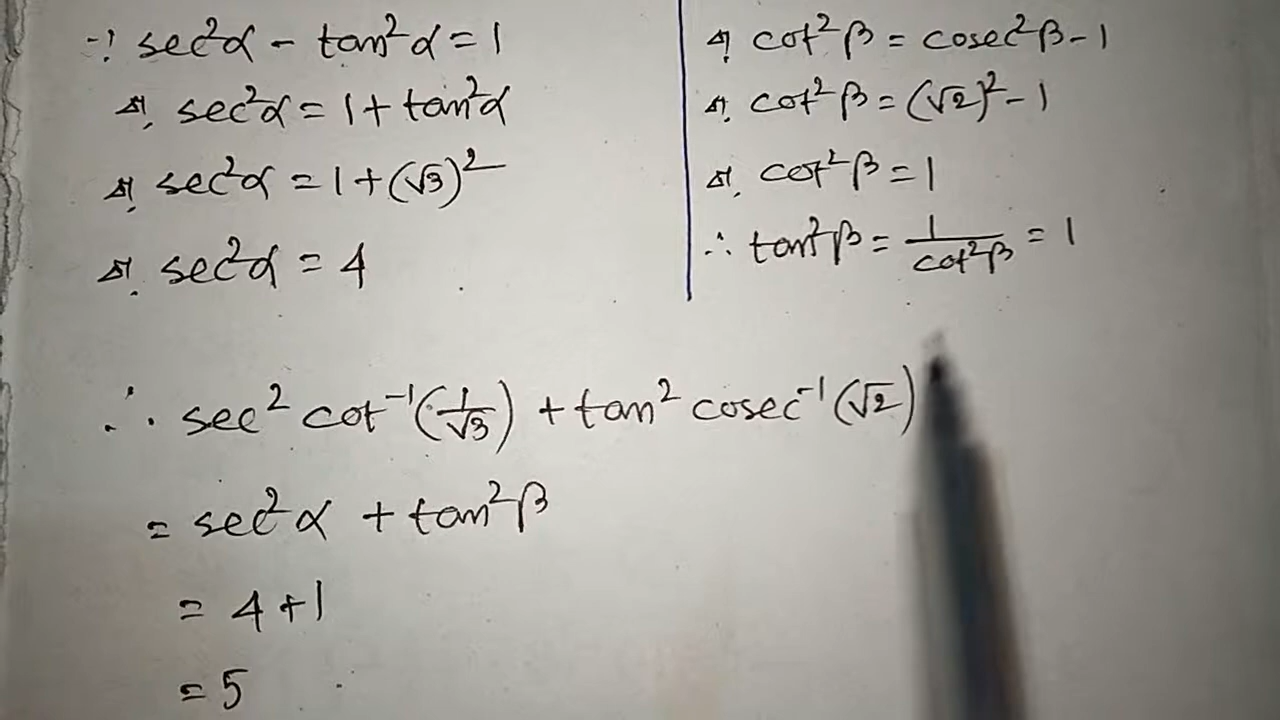 ∵ sec²α - tan²α = 1
বা, sec²α = 1 + tan²α
বা, sec²α = 1 + (√3)²
বা, sec²α = 4
বা, cot²β = cosec²β - 1
বা, cot²β = (√2)² - 1
বা, cot²β = 1
∴ tan²β = 1/cot²β = 1
∴ sec² cot⁻¹(1/√3) + tan² cosec⁻¹(√2)
= sec²α + tan²β
= 4 + 1
= 5